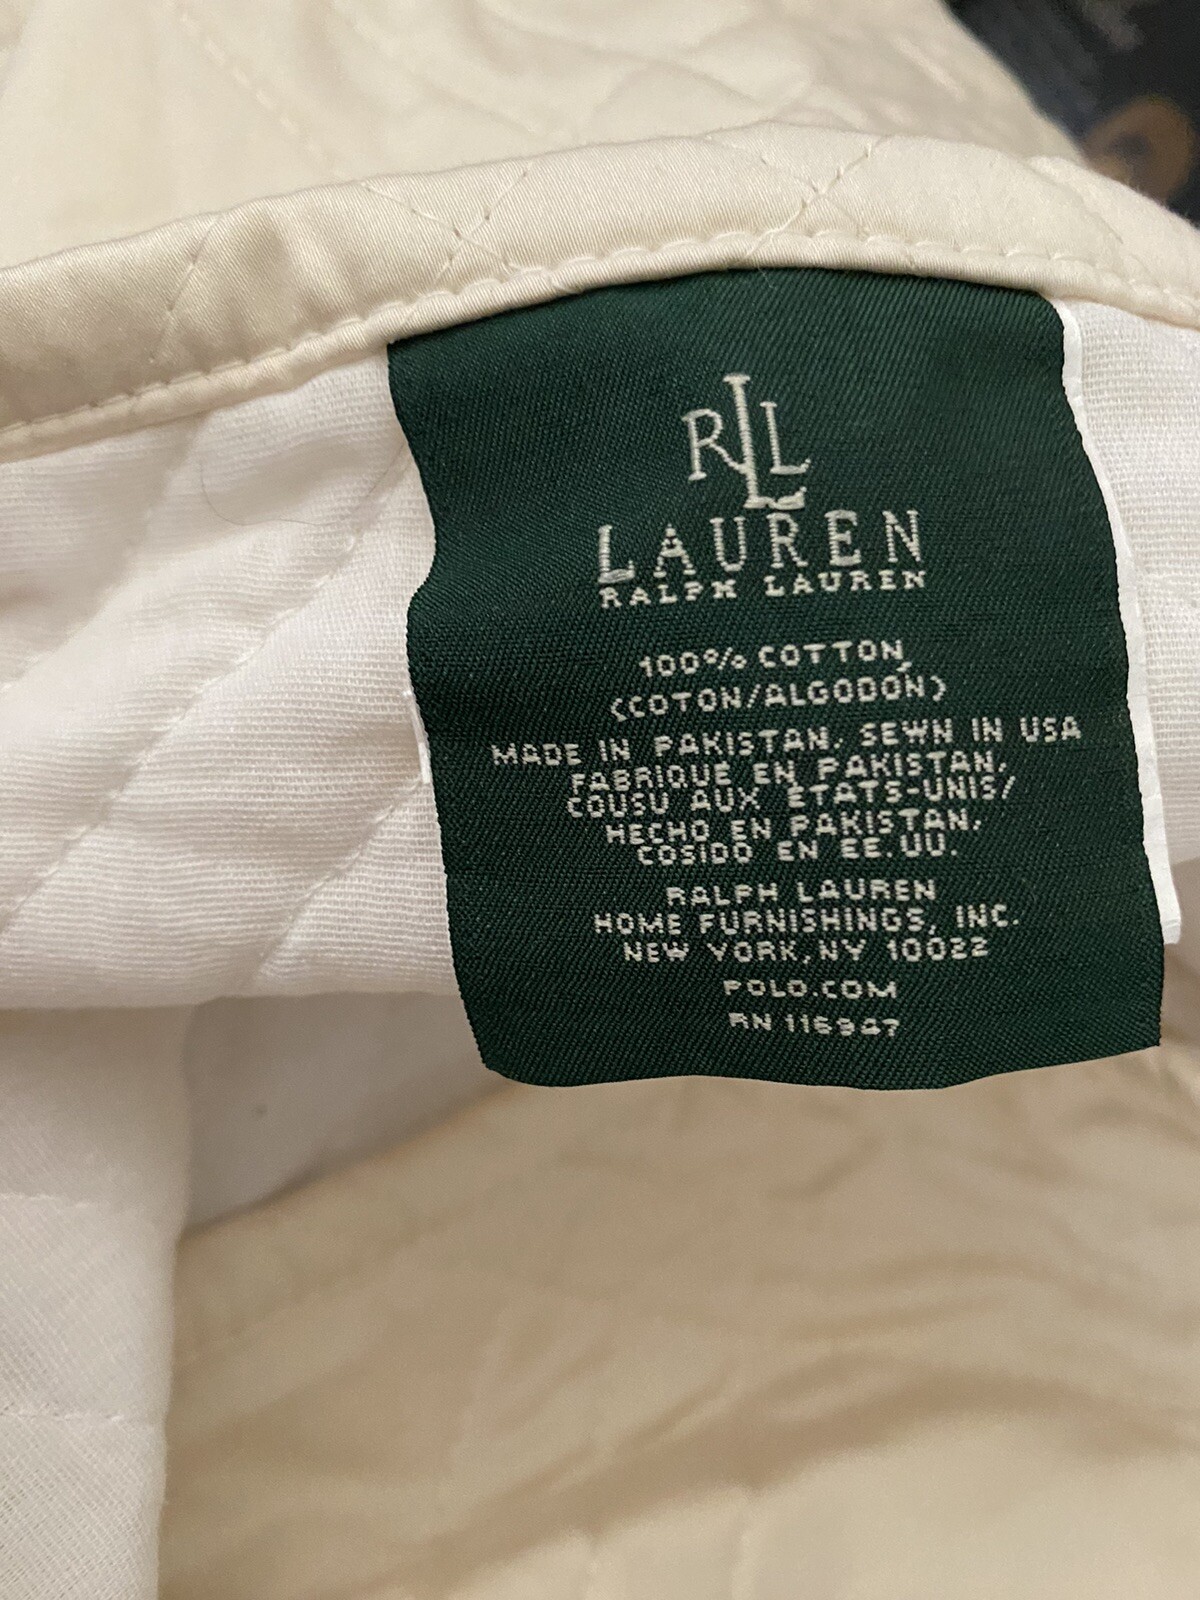 RLL
LAUREN
RALPH LAUREN
100% COTTON,
(COTON/ALGODÓN)
MADE IN PAKISTAN. SEWN IN USA
FABRIQUÉ EN PAKISTAN.
COUSU AUX ÉTATS-UNIS/
HECHO EN PAKISTAN.
COSIDO EN EE.UU.
RALPH LAUREN
HOME FURNISHINGS, INC.
NEW YORK, NY 10022
POLO.COM
RN